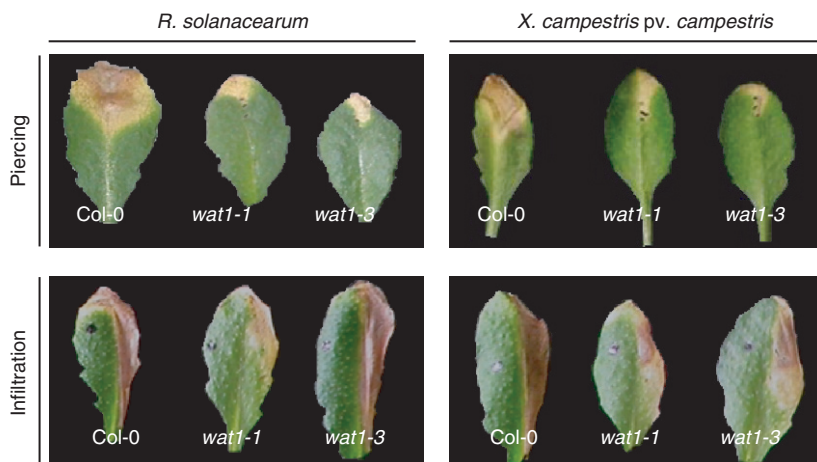 R. solanacearum
X. campestris pv. campestris
Piercing
Col-0 wat1-1 wat1-3
Col-0 wat1-1 wat1-3
Infiltration
Col-0 wat1-1 wat1-3
Col-0 wat1-1 wat1-3